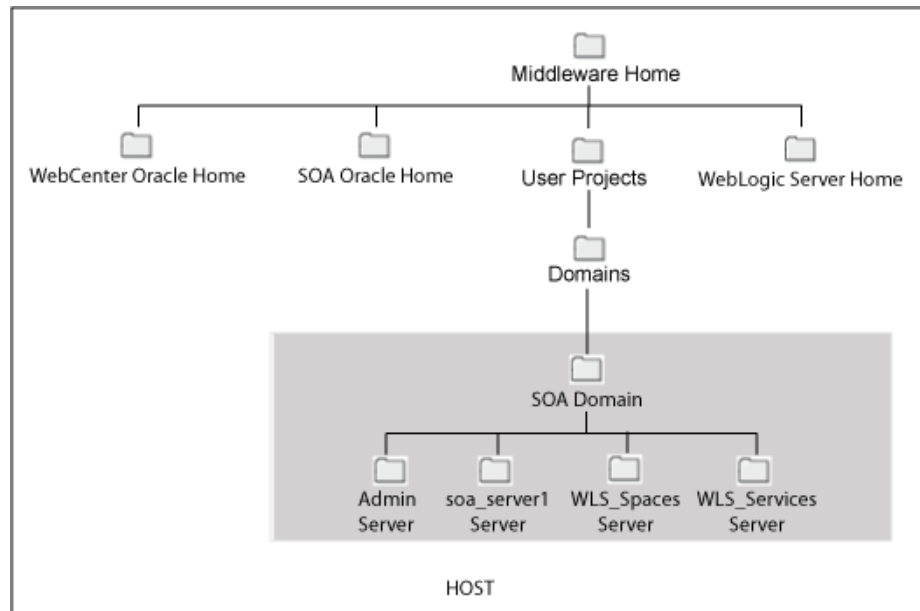 Middleware Home
WebCenter Oracle Home
SOA Oracle Home
User Projects
WebLogic Server Home
Domains
SOA Domain
Admin
Server
soa_server1
Server
WLS_Spaces
Server
WLS_Services
Server
HOST